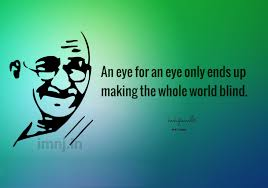 An eye for an eye only ends up
making the whole world blind.
imnj.in